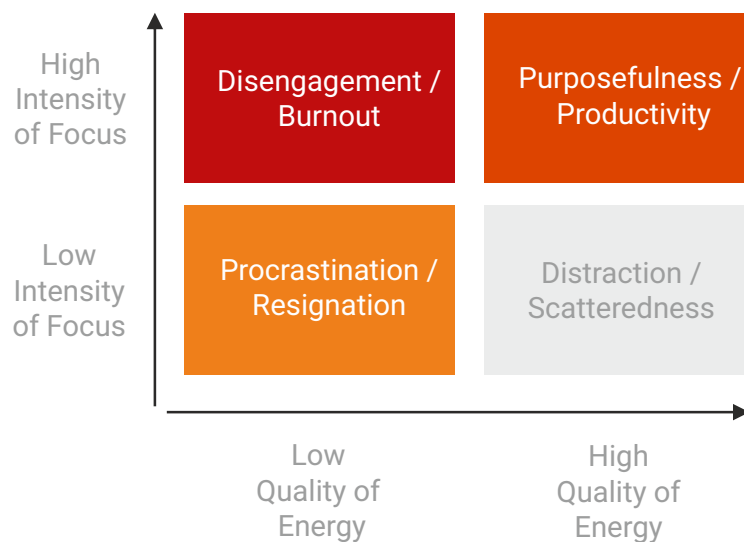 High
Intensity
of Focus
Disengagement /
Burnout
Purposefulness /
Productivity
Low
Intensity
of Focus
Procrastination /
Resignation
Distraction /
Scatteredness
Low
Quality of
Energy
High
Quality of
Energy